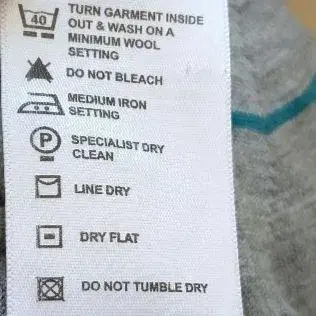 40
TURN GARMENT INSIDE
OUT & WASH ON A
MINIMUM WOOL
SETTING
DO NOT BLEACH
MEDIUM IRON
SETTING
P
SPECIALIST DRY
CLEAN
LINE DRY
DRY FLAT
DO NOT TUMBLE DRY